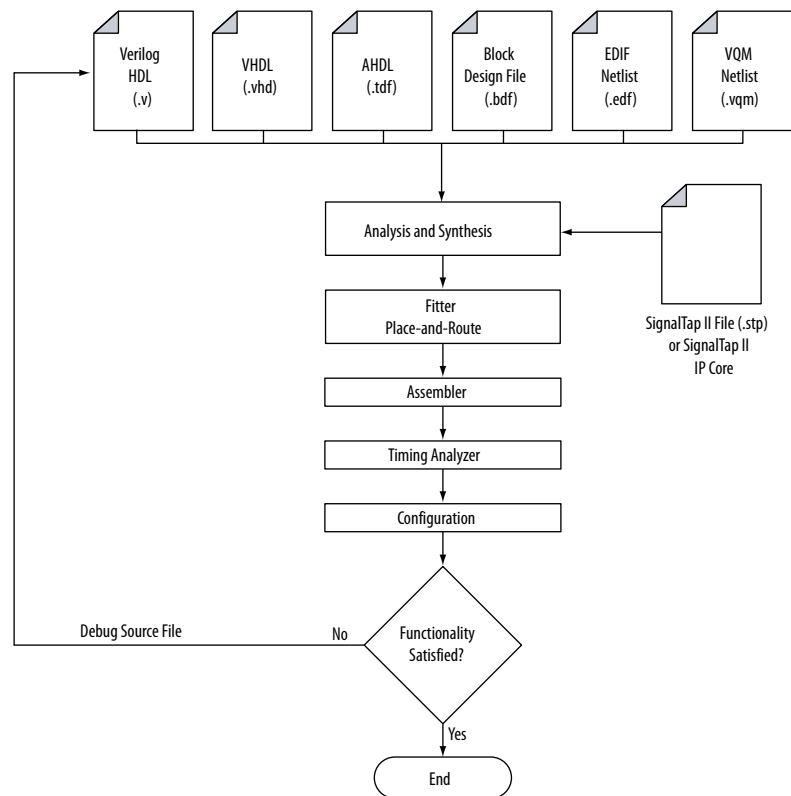 Verilog
HDL
(.v)
VHDL
(.vhd)
AHDL
(.tdf)
Block
Design File
(.bdf)
EDIF
Netlist
(.edf)
VQM
Netlist
(.vqm)
Analysis and Synthesis
SignalTap II File (.stp)
or SignalTap II
IP Core
Fitter
Place-and-Route
Assembler
Timing Analyzer
Configuration
Functionality
Satisfied?
Debug Source File
No
Yes
End